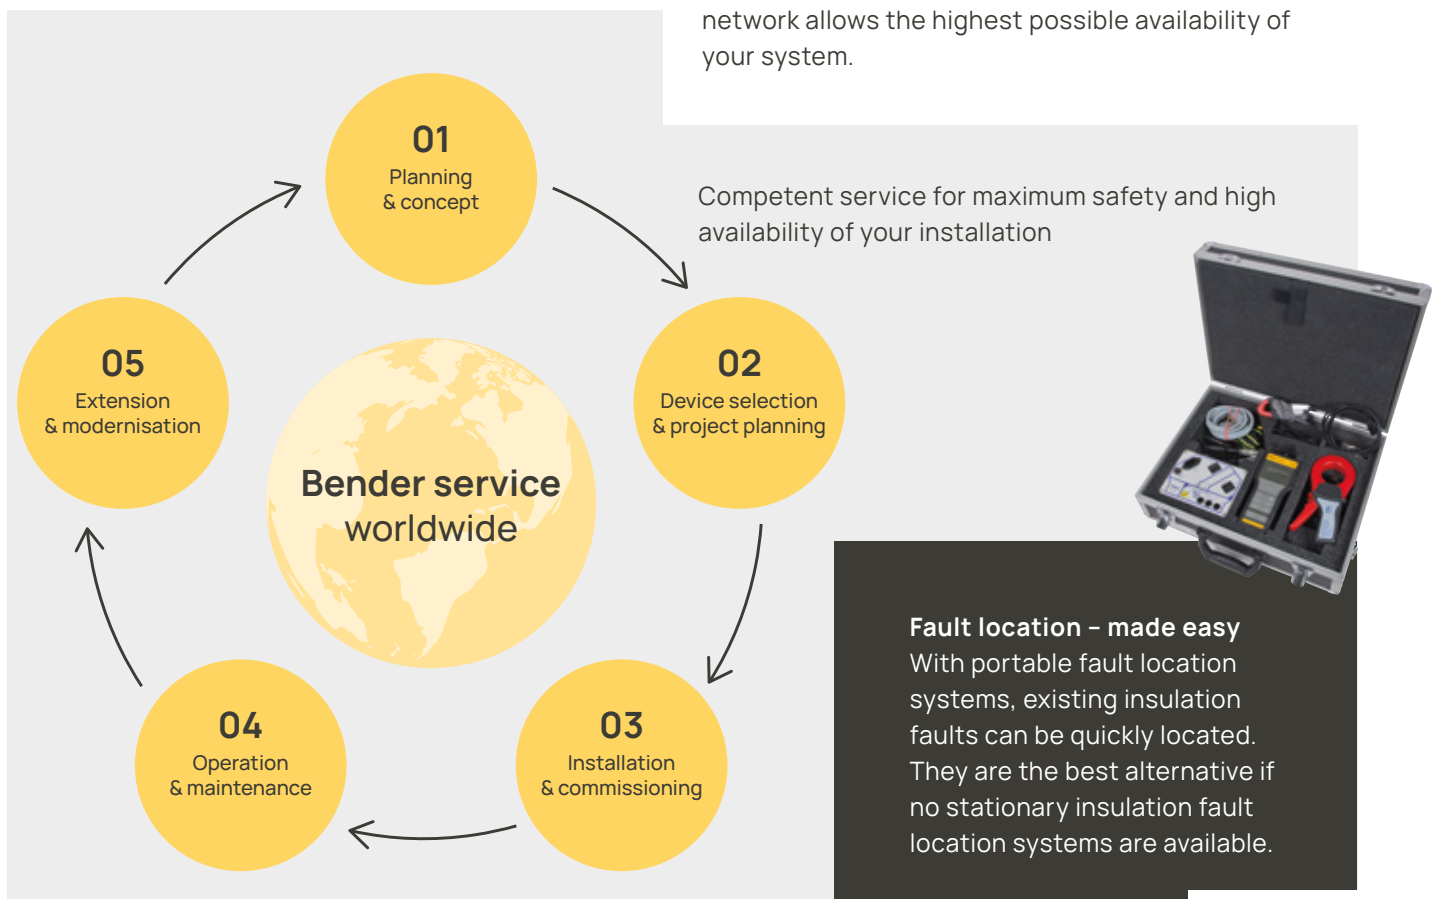 network allows the highest possible availability of
your system.
Competent service for maximum safety and high
availability of your installation
01
Planning
& concept
02
Device selection
& project planning
03
Installation
& commissioning
04
Operation
& maintenance
05
Extension
& modernisation
Bender service
worldwide
Fault location – made easy
With portable fault location
systems, existing insulation
faults can be quickly located.
They are the best alternative if
no stationary insulation fault
location systems are available.